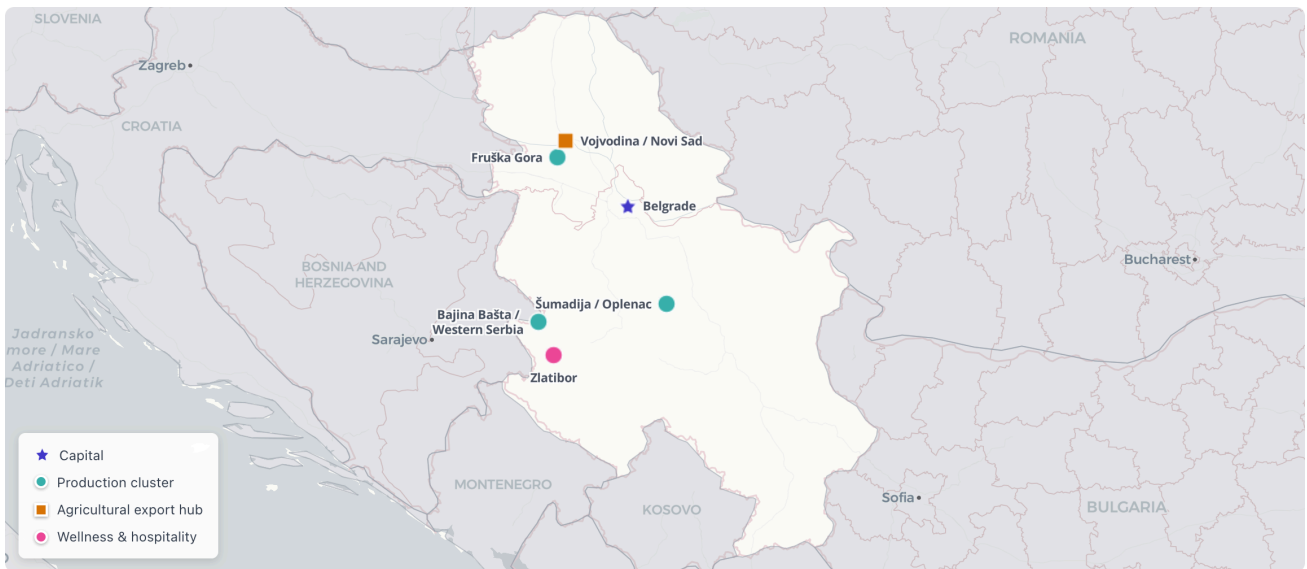 SLOVENIA
ROMANIA
Zagreb
CROATIA
Vojvodina / Novi Sad
Fruška Gora
Belgrade
BOSNIA AND
HERZEGOVINA
Bucharest
Šumadija / Oplenac
Bajina Bašta /
Western Serbia
Sarajevo
Jadransko
more / Mare
Adriatico /
Deti Adriatik
Zlatibor
MONTENEGRO
KOSOVO
Sofia
BULGARIA
Capital
Production cluster
Agricultural export hub
Wellness & hospitality